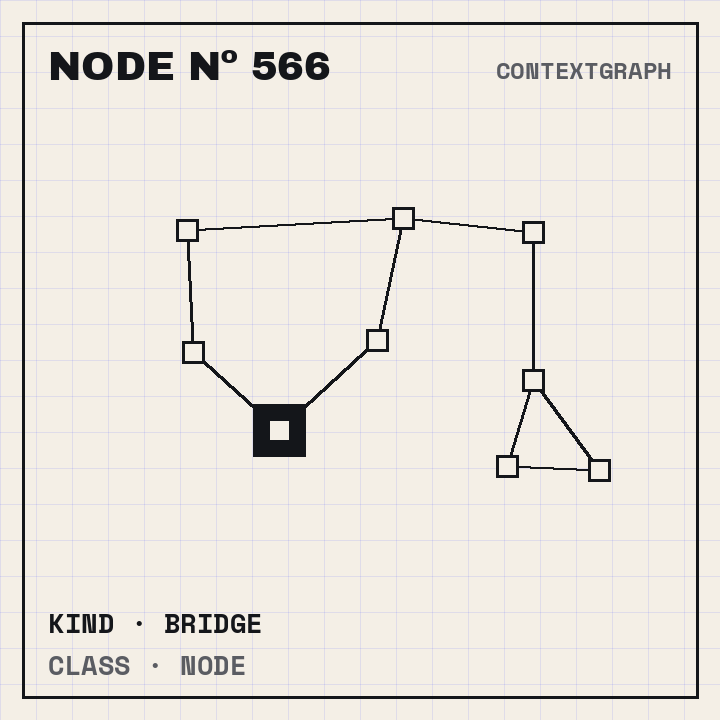 NODE Nº 566
CONTEXTGRAPH
KIND · BRIDGE
CLASS · NODE